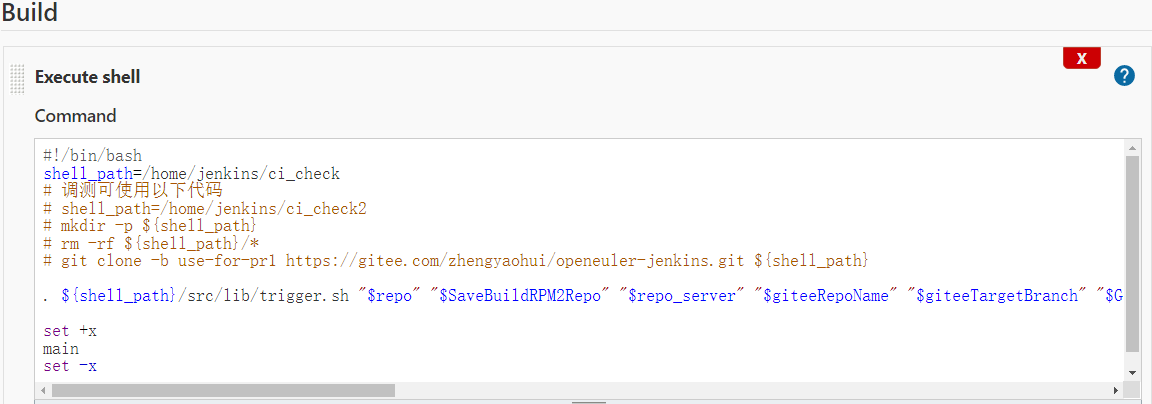 Build
X
Execute shell
?
Command
#!/bin/bash
shell_path=/home/jenkins/ci_check
# 调测可使用以下代码
# shell_path=/home/jenkins/ci_check2
# mkdir -p ${shell_path}
# rm -rf ${shell_path}/*
# git clone -b use-for-pr1 https://gitee.com/zhengyaohui/openeuler-jenkins.git ${shell_path}
. ${shell_path}/src/lib/trigger.sh "$repo" "$SaveBuildRPM2Repo" "$repo_server" "$giteeRepoName" "$giteeTargetBranch" "$G
set +x
main
set -x